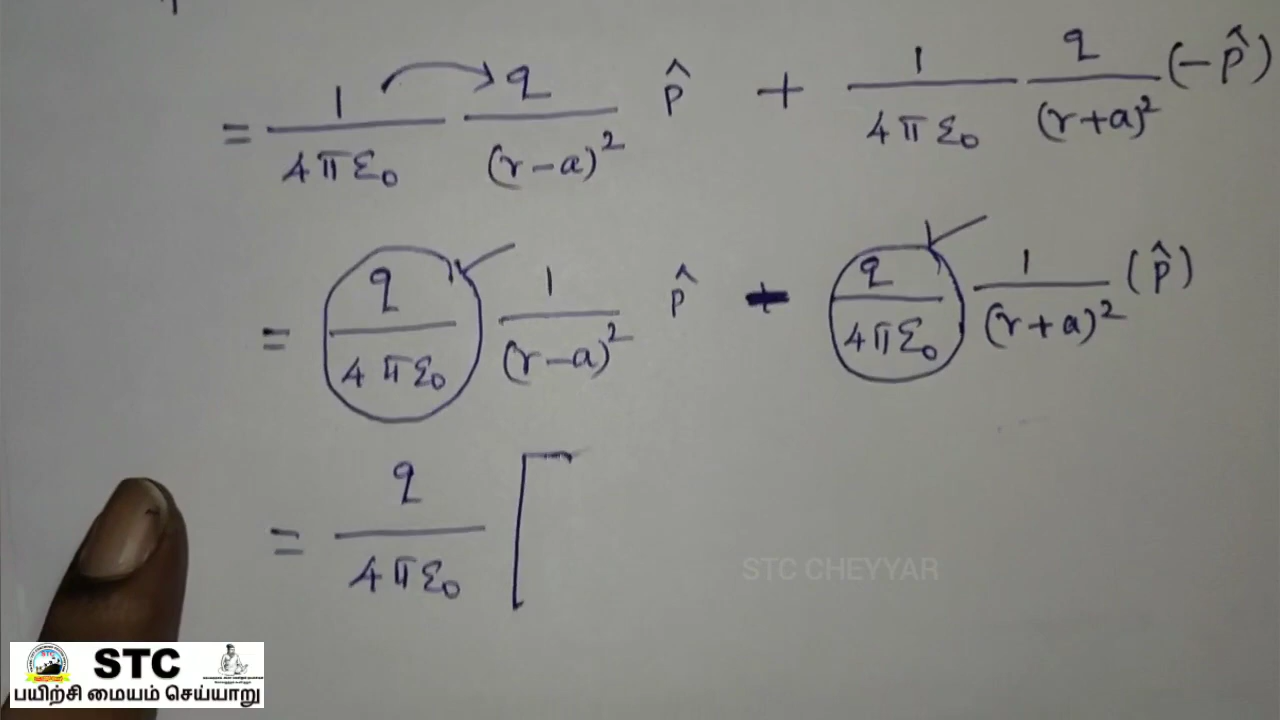 = 1/4πε₀ q/(r−a)² p̂ + 1/4πε₀ q/(r+a)² (−p̂)
= q/4πε₀ 1/(r−a)² p̂ - q/4πε₀ 1/(r+a)² (p̂)
= q/4πε₀ [
STC CHEYYAR
STC
பயிற்சி மையம் செய்யாறு